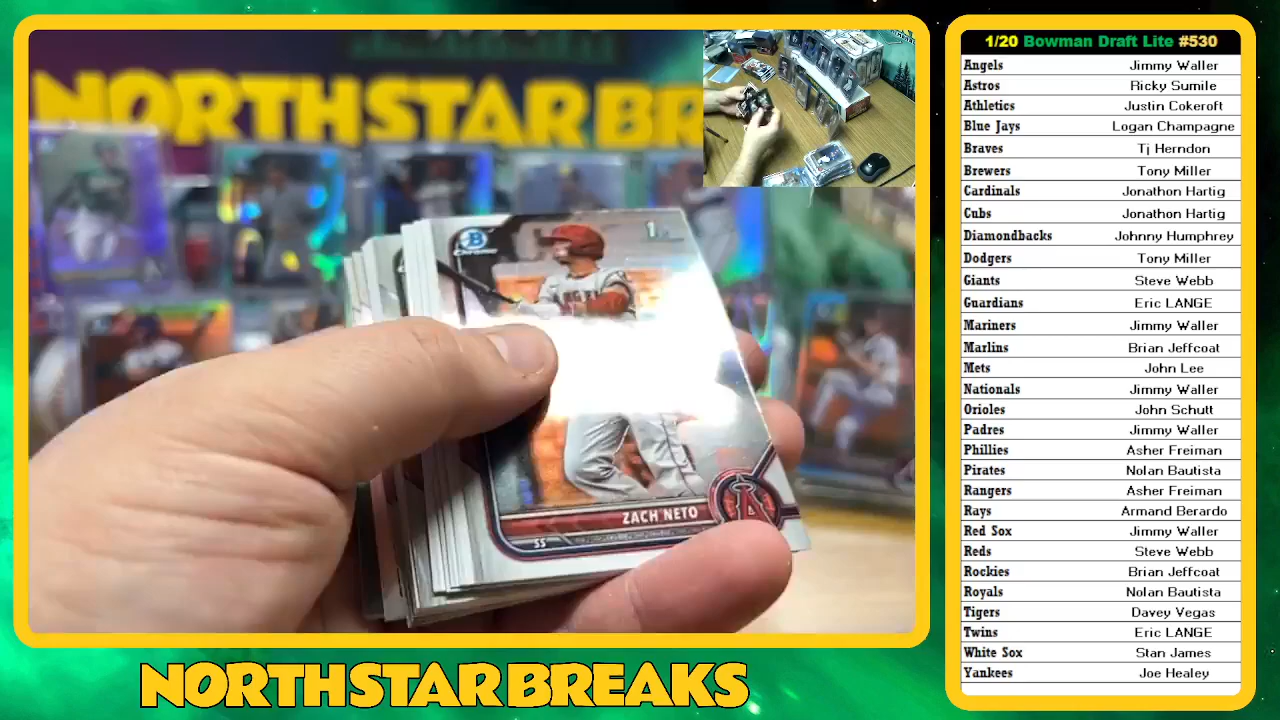 NORTHSTAR BREA
B
Chrome
1st
ZACH NETO
SS
NORTHSTAR BREAKS
1/20 Bowman Draft Lite #530
Angels Jimmy Waller
Astros Ricky Sumile
Athletics Justin Cokeroft
Blue Jays Logan Champagne
Braves Tj Herndon
Brewers Tony Miller
Cardinals Jonathon Hartig
Cubs Jonathon Hartig
Diamondbacks Johnny Humphrey
Dodgers Tony Miller
Giants Steve Webb
Guardians Eric LANGE
Mariners Jimmy Waller
Marlins Brian Jeffcoat
Mets John Lee
Nationals Jimmy Waller
Orioles John Schutt
Padres Jimmy Waller
Phillies Asher Freiman
Pirates Nolan Bautista
Rangers Asher Freiman
Rays Armand Berardo
Red Sox Jimmy Waller
Reds Steve Webb
Rockies Brian Jeffcoat
Royals Nolan Bautista
Tigers Davey Vegas
Twins Eric LANGE
White Sox Stan James
Yankees Joe Healey